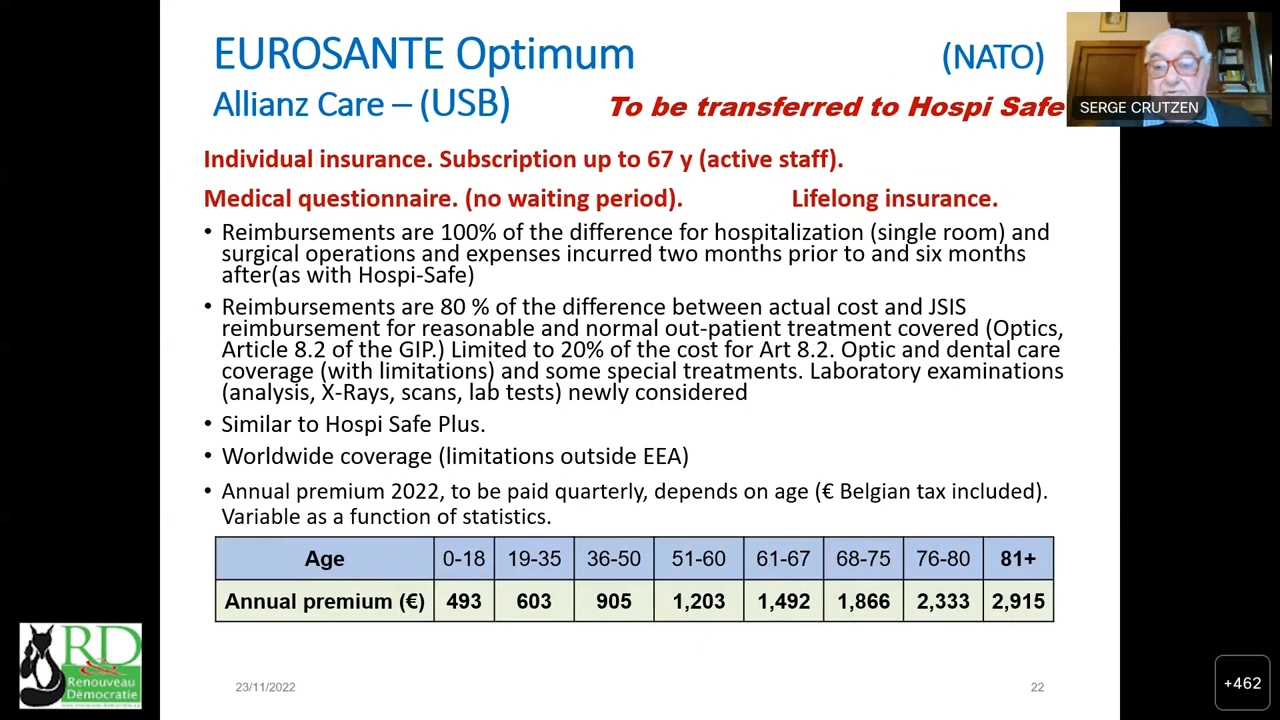 EUROSANTE Optimum (NATO)
Allianz Care – (USB) To be transferred to Hospi Safe
SERGE CRUTZEN
Individual insurance. Subscription up to 67 y (active staff).
Medical questionnaire. (no waiting period). Lifelong insurance.
• Reimbursements are 100% of the difference for hospitalization (single room) and
surgical operations and expenses incurred two months prior to and six months
after(as with Hospi-Safe)
• Reimbursements are 80 % of the difference between actual cost and JSIS
reimbursement for reasonable and normal out-patient treatment covered (Optics,
Article 8.2 of the GIP.) Limited to 20% of the cost for Art 8.2. Optic and dental care
coverage (with limitations) and some special treatments. Laboratory examinations
(analysis, X-Rays, scans, lab tests) newly considered
• Similar to Hospi Safe Plus.
• Worldwide coverage (limitations outside EEA)
• Annual premium 2022, to be paid quarterly, depends on age (€ Belgian tax included).
Variable as a function of statistics.
Age 0-18 19-35 36-50 51-60 61-67 68-75 76-80 81+
Annual premium (€) 493 603 905 1,203 1,492 1,866 2,333 2,915
RD
&
Renouveau
Démocratie
23/11/2022 22
+462